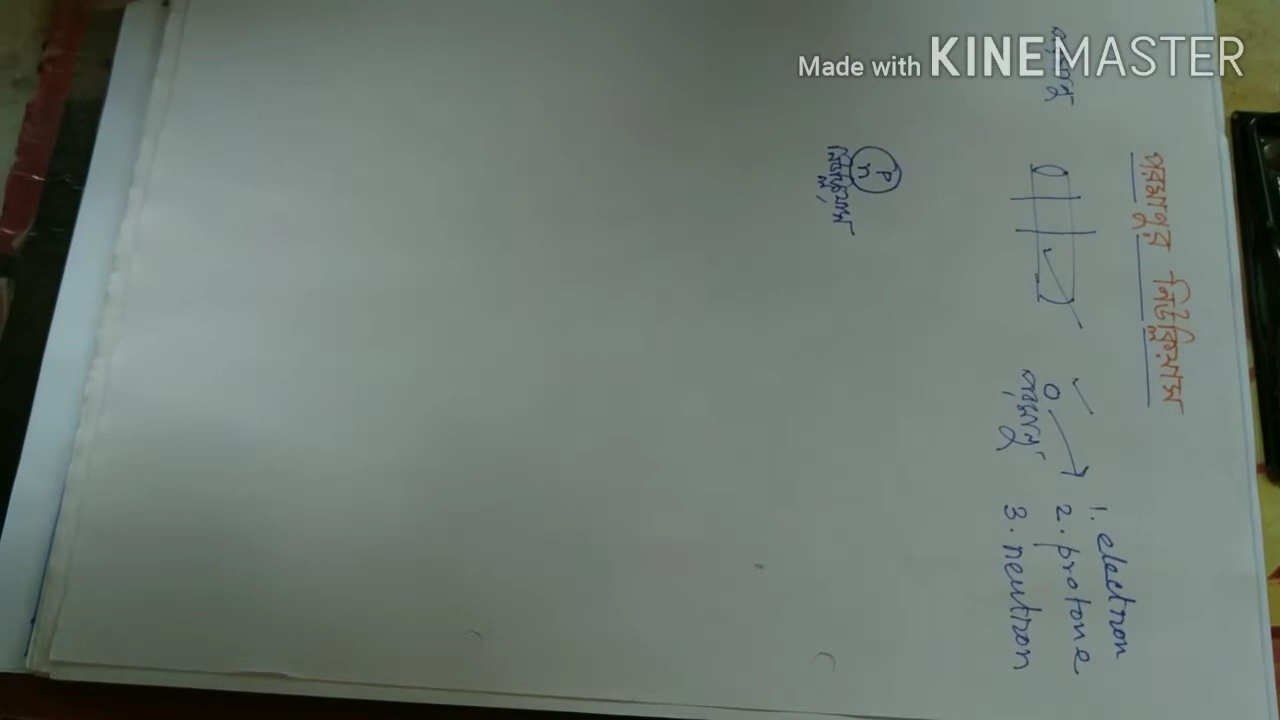 Made with KINEMASTER
পরমাণুর নিউক্লিয়াস
পরমাণু
1. electron
2. protone
3. neutron
P
n
নিউক্লিয়াস